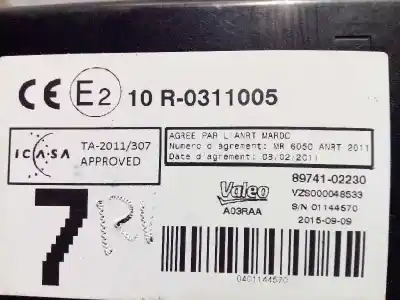 CE E2 10 R-0311005
ICASA
TA-2011/307
APPROVED
AGREE PAR L'ANRT MAROC
Numero d'agrement: MR 6050 ANRT 2011
Date d'agrement: 03/02/2011
7
Valeo
A03RAA
89741-02230
VZS000048533
S/N 01144570
2015-09-09
0401144570